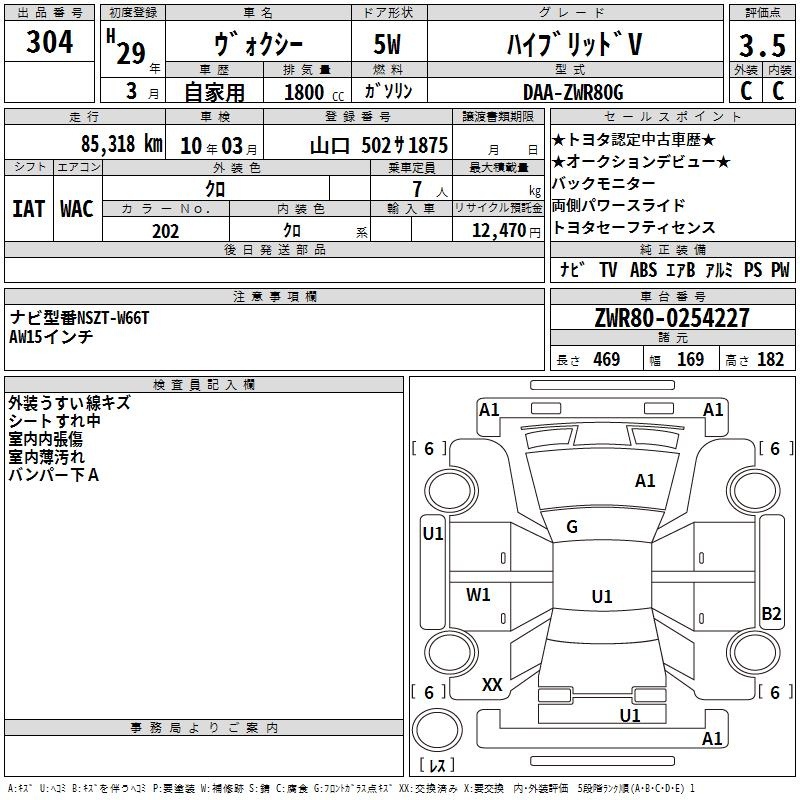 出品番号 初度登録 車名 ドア形状 グレード 評価点
304 H29年 ヴォクシー 5W ハイブリッドV 3.5
車歴 排気量 燃料 型式 外装 内装
3月 自家用 1800cc ｶﾞｿﾘﾝ DAA-ZWR80G C C
走行 車検 登録番号 譲渡書類期限 セールスポイント
85,318 km 10年03月 山口 502ｻ1875 月 日
★トヨタ認定中古車歴★
★オークションデビュー★
バックモニター
両側パワースライド
トヨタセーフティセンス
シフト エアコン 外装色 乗車定員 最大積載量
IAT WAC ｸﾛ 7人 kg
カラーNo. 内装色 輸入車 リサイクル預託金
202 ｸﾛ 系 12,470円
後日発送部品 純正装備
ﾅﾋﾞ TV ABS ｴｱB ｱﾙﾐ PS PW
注意事項欄 車台番号
ナビ型番NSZT-W66T
AW15インチ
ZWR80-0254227
諸元
長さ 469 幅 169 高さ 182
検査員記入欄
外装うすい線キズ
シートすれ中
室内内張傷
室内薄汚れ
バンパー下A
事務局よりご案内
A1 A1
[6] [6]
A1
G
U1
W1 U1
B2
XX
[6] [6]
U1
A1
[ﾚｽ]
A:ｷｽﾞ U:ﾍｺﾐ B:ｷｽﾞを伴うﾍｺﾐ P:要塗装 W:補修跡 S:錆 C:腐食 G:ﾌﾛﾝﾄｶﾞﾗｽ点ｷｽﾞ XX:交換済み X:要交換 内・外装評価 5段階ﾗﾝｸ順(A・B・C・D・E) 1